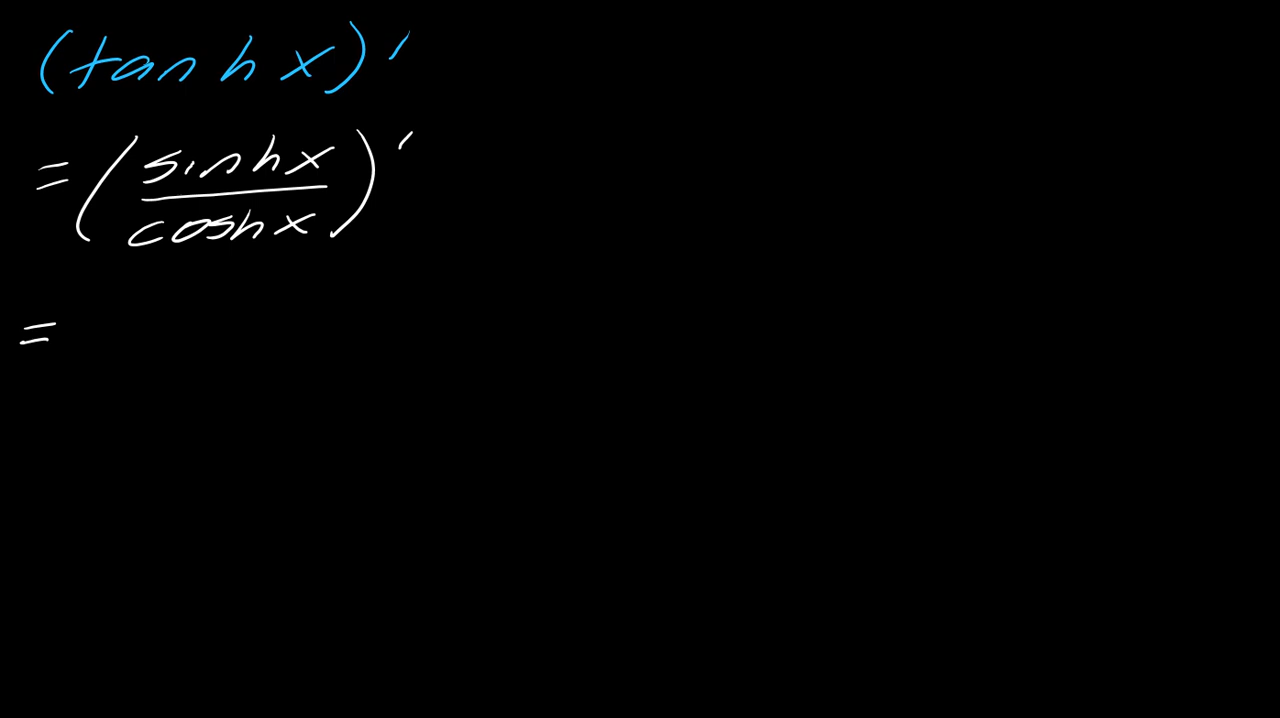 (tanh x)'
= (sinhx / coshx)'
=